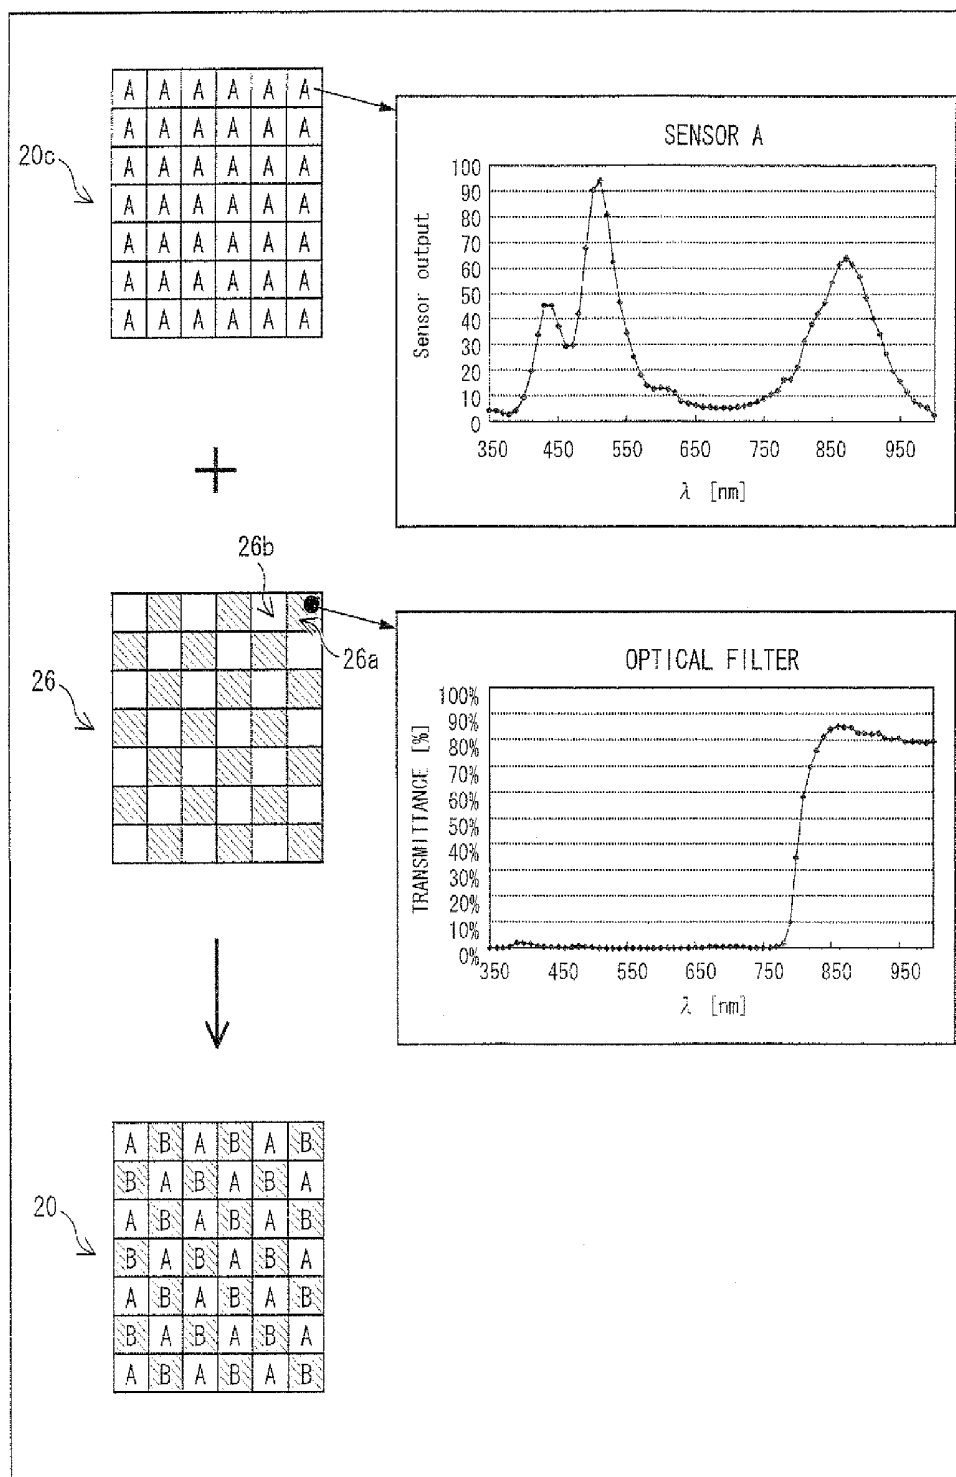 A A A A A A
A A A A A A
A A A A A A
A A A A A A
A A A A A A
A A A A A A
A A A A A A
20c
SENSOR A
Sensor output
100
90
80
70
60
50
40
30
20
10
0
350 450 550 650 750 850 950
λ [nm]
+
26b
26a
26
OPTICAL FILTER
TRANSMITTANCE [%]
100%
90%
80%
70%
60%
50%
40%
30%
20%
10%
0%
350 450 550 650 750 850 950
λ [nm]
A B A B A B
B A B A B A
A B A B A B
B A B A B A
A B A B A B
B A B A B A
A B A B A B
20